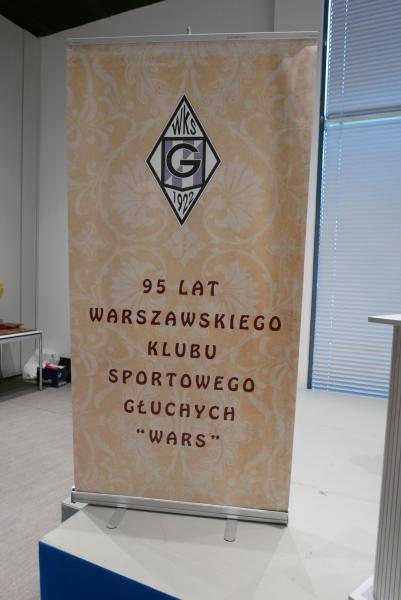 WKS
G
1922
95 LAT
WARSZAWSKIEGO
KLUBU
SPORTOWEGO
GŁUCHYCH
“WARS”